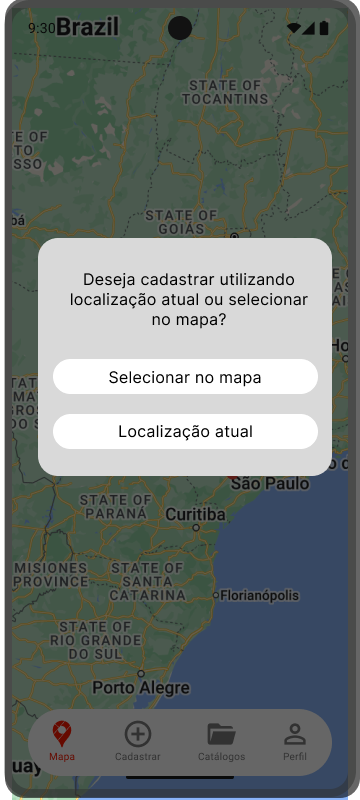 9:30
Brazil
STATE OF
TOCANTINS
STATE OF
GOIÁS
Deseja cadastrar utilizando
localização atual ou selecionar
no mapa?
Selecionar no mapa
Localização atual
São Paulo
STATE OF
PARANÁ
Curitiba
MISIONES
PROVINCE
STATE OF
SANTA
CATARINA
Florianópolis
STATE OF
RIO GRANDE
DO SUL
Porto Alegre
Mapa
Cadastrar
Catálogos
Perfil